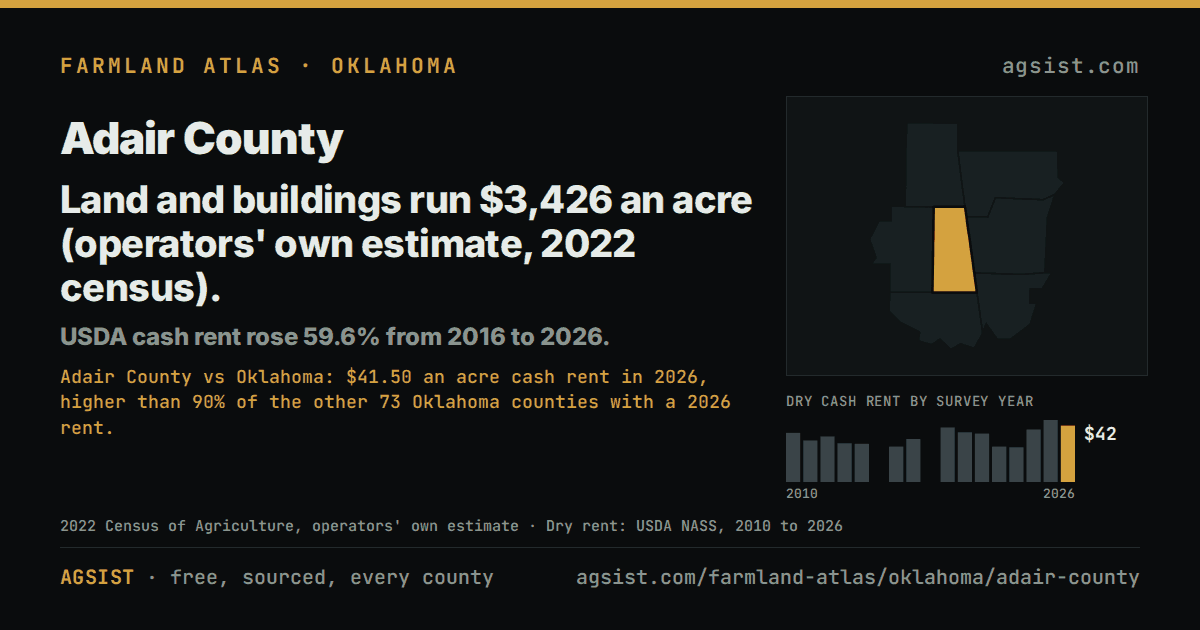 FARMLAND ATLAS · OKLAHOMA
agsist.com
Adair County
Land and buildings run $3,426 an acre
(operators' own estimate, 2022
census).
USDA cash rent rose 59.6% from 2016 to 2026.
Adair County vs Oklahoma: $41.50 an acre cash rent in 2026,
higher than 90% of the other 73 Oklahoma counties with a 2026
rent.
DRY CASH RENT BY SURVEY YEAR
$42
2010
2026
2022 Census of Agriculture, operators' own estimate · Dry rent: USDA NASS, 2010 to 2026
AGSIST · free, sourced, every county
agsist.com/farmland-atlas/oklahoma/adair-county